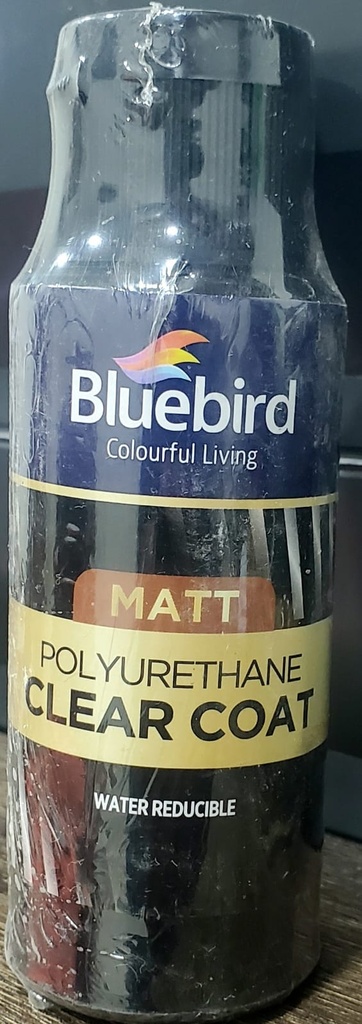 Bluebird
Colourful Living
MATT
POLYURETHANE
CLEAR COAT
WATER REDUCIBLE